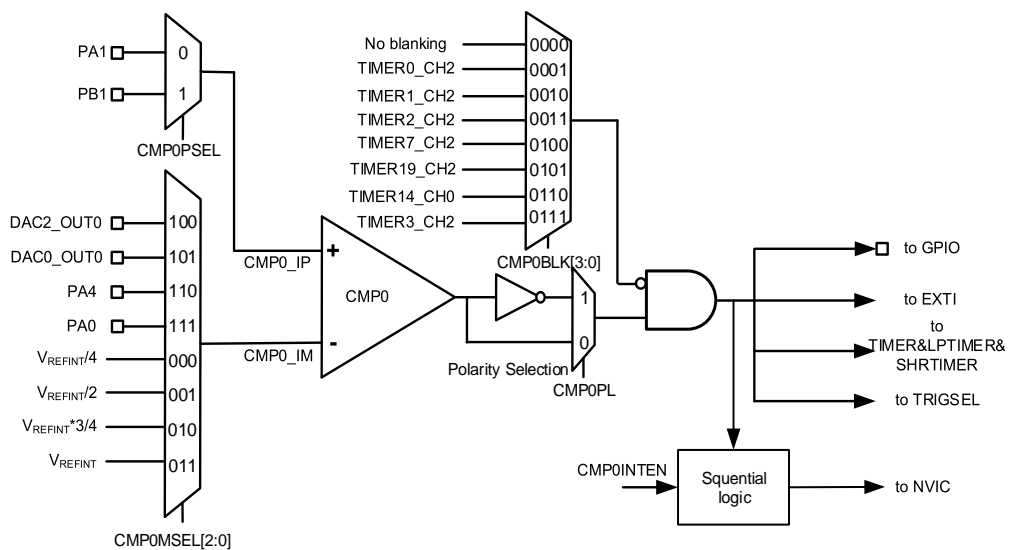 PA1
0
PB1
1
CMP0PSEL
DAC2_OUT0
100
DAC0_OUT0
101
PA4
110
PA0
111
VREFINT/4
000
VREFINT/2
001
VREFINT*3/4
010
VREFINT
011
CMP0MSEL[2:0]
CMP0_IP
CMP0_IM
+
CMP0
-
No blanking
0000
TIMER0_CH2
0001
TIMER1_CH2
0010
TIMER2_CH2
0011
TIMER7_CH2
0100
TIMER19_CH2
0101
TIMER14_CH0
0110
TIMER3_CH2
0111
CMP0BLK[3:0]
1
0
Polarity Selection
CMP0PL
to GPIO
to EXTI
to
TIMER&LPTIMER&
SHRTIMER
to TRIGSEL
CMP0INTEN
Squential
logic
to NVIC